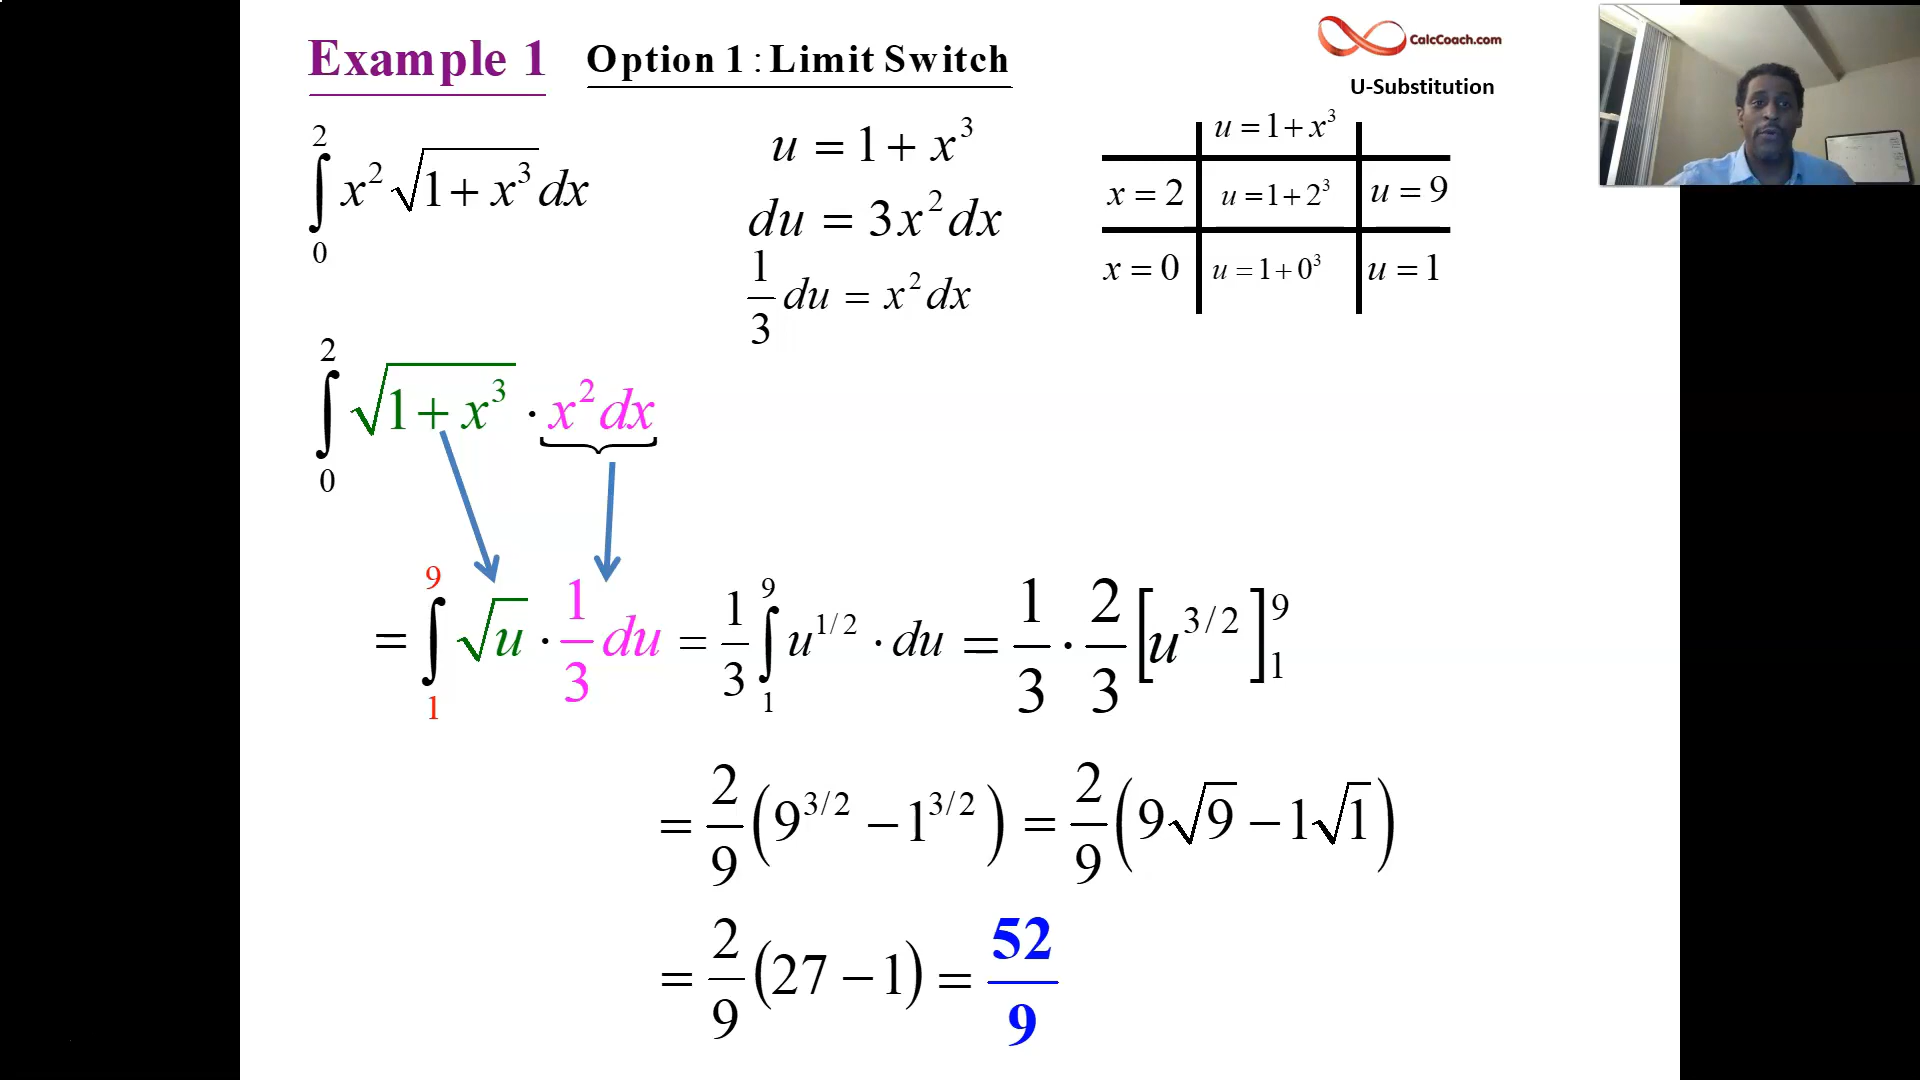 Example 1 Option 1 : Limit Switch
CalcCoach.com
U-Substitution
∫₀² x² √(1 + x³) dx
u = 1 + x³
du = 3x² dx
1/3 du = x² dx
u = 1 + x³
x = 2 u = 1 + 2³ u = 9
x = 0 u = 1 + 0³ u = 1
∫₀² √(1 + x³) · x² dx
= ∫₁⁹ √u · 1/3 du = 1/3 ∫₁⁹ u^{1/2} · du = 1/3 · 2/3 [u^{3/2}]₁⁹
= 2/9 (9^{3/2} − 1^{3/2}) = 2/9 (9√9 − 1√1)
= 2/9 (27 − 1) = 52/9